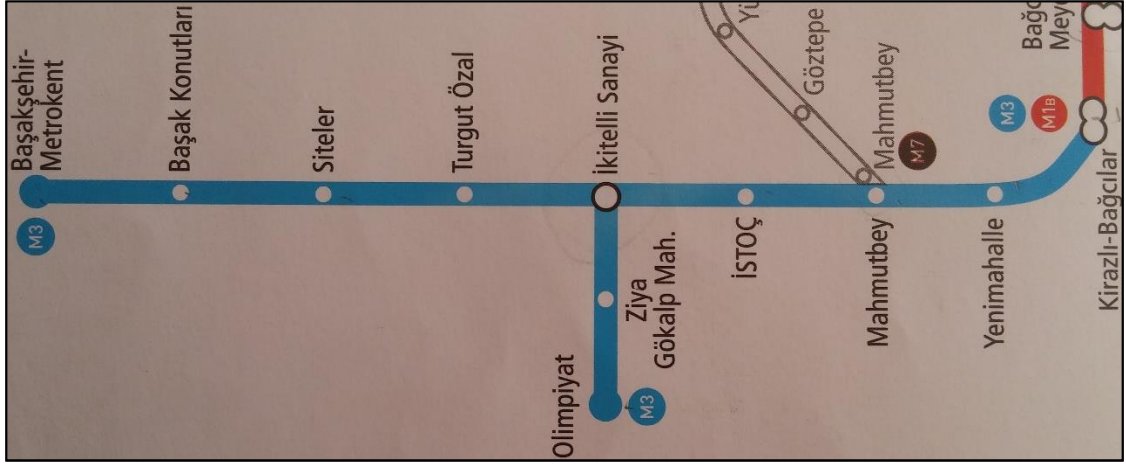 Başakşehir-
Metrokent
M3
Başak Konutları
Siteler
Turgut Özal
İkitelli Sanayi
Olimpiyat
M3
Ziya
Gökalp Mah.
İSTOÇ
Göztepe
Mahmutbey
M7
Mahmutbey
Yenimahalle
M3
M1B
Kirazlı-Bağcılar